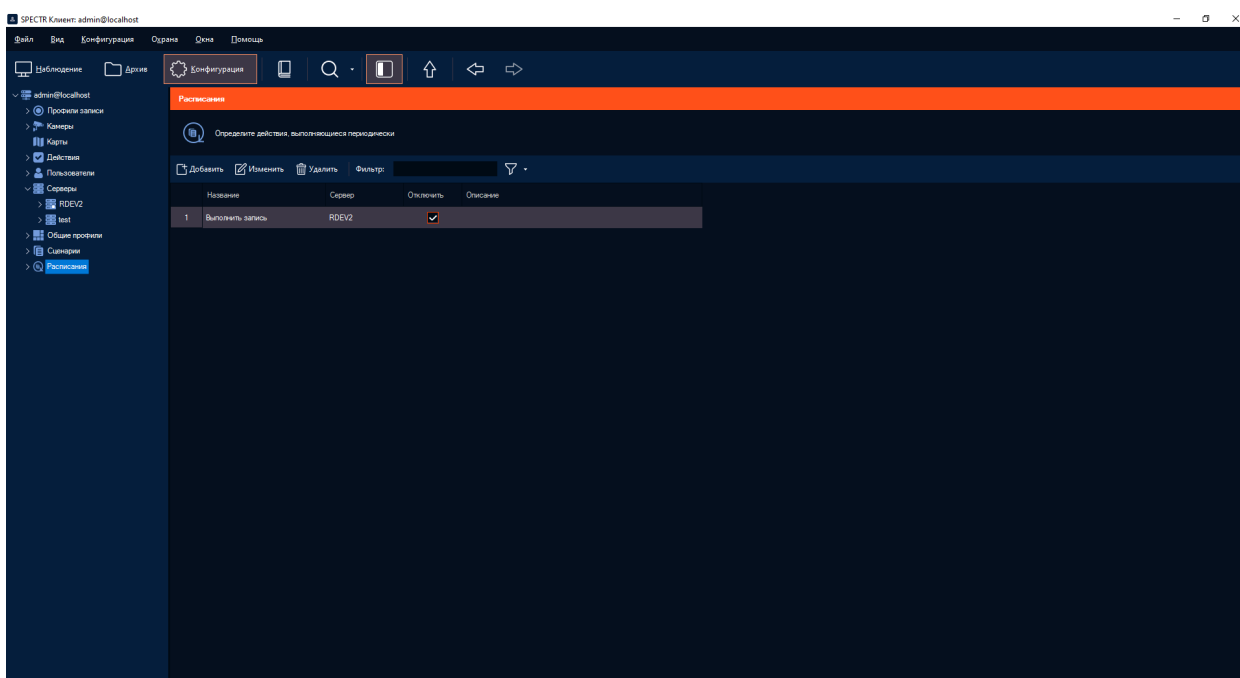 SPECTR Клиент: admin@localhost
Файл Вид Конфигурация Охрана Окна Помощь
Наблюдение Архив Конфигурация
admin@localhost
Профили записи
Камеры
Карты
Действия
Пользователи
Серверы
RDEV2
test
Общие профили
Сценарии
Расписания
Расписания
Определите действия, выполняющиеся периодически
Добавить Изменить Удалить Фильтр:
Название Сервер Отключить Описание
1 Выполнить запись RDEV2